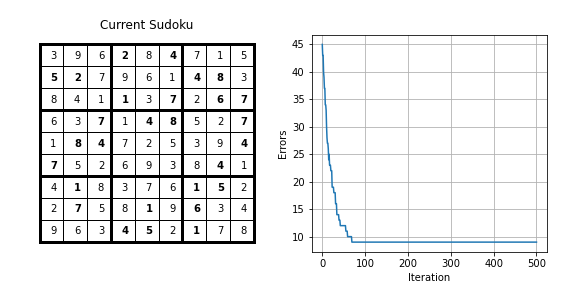 Current Sudoku
3 9 6 2 8 4 7 1 5
5 2 7 9 6 1 4 8 3
8 4 1 1 3 7 2 6 7
6 3 7 1 4 8 5 2 7
1 8 4 7 2 5 3 9 4
7 5 2 6 9 3 8 4 1
4 1 8 3 7 6 1 5 2
2 7 5 8 1 9 6 3 4
9 6 3 4 5 2 1 7 8
45
40
35
30
25
20
15
10
Errors
0 100 200 300 400 500
Iteration